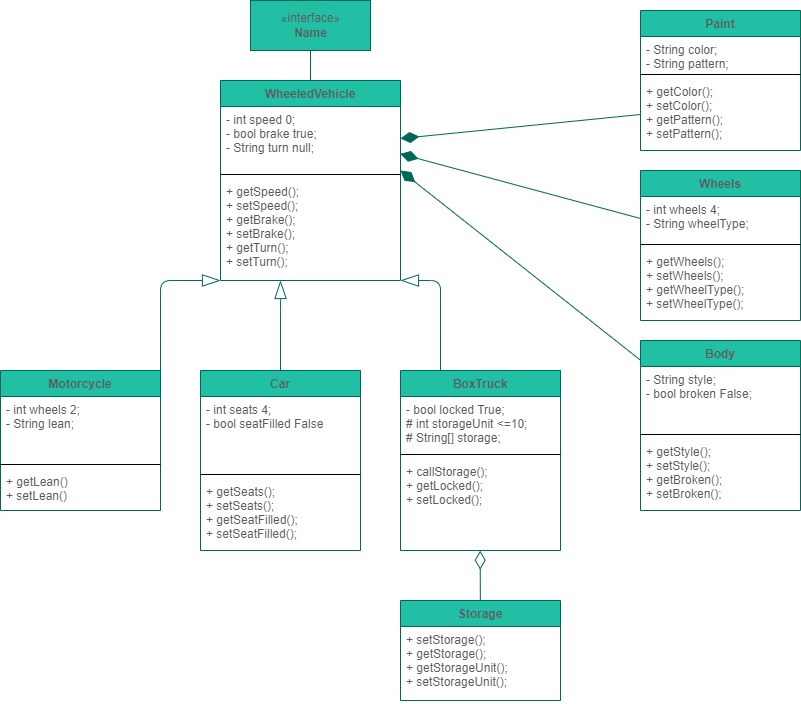 «interface»
Name
WheeledVehicle
- int speed 0;
- bool brake true;
- String turn null;
+ getSpeed();
+ setSpeed();
+ getBrake();
+ setBrake();
+ getTurn();
+ setTurn();
Paint
- String color;
- String pattern;
+ getColor();
+ setColor();
+ getPattern();
+ setPattern();
Wheels
- int wheels 4;
- String wheelType;
+ getWheels();
+ setWheels();
+ getWheelType();
+ setWheelType();
Body
- String style;
- bool broken False;
+ getStyle();
+ setStyle();
+ getBroken();
+ setBroken();
Motorcycle
- int wheels 2;
- String lean;
+ getLean()
+ setLean()
Car
- int seats 4;
- bool seatFilled False
+ getSeats();
+ setSeats();
+ getSeatFilled();
+ setSeatFilled();
BoxTruck
- bool locked True;
# int storageUnit <=10;
# String[] storage;
+ callStorage();
+ getLocked();
+ setLocked();
Storage
+ setStorage();
+ getStorage();
+ getStorageUnit();
+ setStorageUnit();